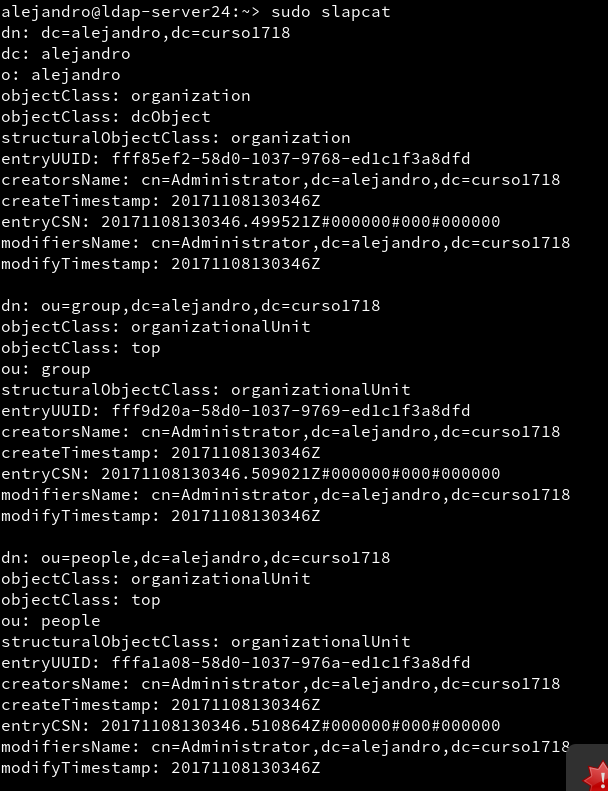 alejandro@ldap-server24:~> sudo slapcat
dn: dc=alejandro,dc=curso1718
dc: alejandro
o: alejandro
objectClass: organization
objectClass: dcObject
structuralObjectClass: organization
entryUUID: fff85ef2-58d0-1037-9768-ed1c1f3a8dfd
creatorsName: cn=Administrator,dc=alejandro,dc=curso1718
createTimestamp: 20171108130346Z
entryCSN: 20171108130346.499521Z#000000#000#000000
modifiersName: cn=Administrator,dc=alejandro,dc=curso1718
modifyTimestamp: 20171108130346Z

dn: ou=group,dc=alejandro,dc=curso1718
objectClass: organizationalUnit
objectClass: top
ou: group
structuralObjectClass: organizationalUnit
entryUUID: fff9d20a-58d0-1037-9769-ed1c1f3a8dfd
creatorsName: cn=Administrator,dc=alejandro,dc=curso1718
createTimestamp: 20171108130346Z
entryCSN: 20171108130346.509021Z#000000#000#000000
modifiersName: cn=Administrator,dc=alejandro,dc=curso1718
modifyTimestamp: 20171108130346Z

dn: ou=people,dc=alejandro,dc=curso1718
objectClass: organizationalUnit
objectClass: top
ou: people
structuralObjectClass: organizationalUnit
entryUUID: fffa1a08-58d0-1037-976a-ed1c1f3a8dfd
creatorsName: cn=Administrator,dc=alejandro,dc=curso1718
createTimestamp: 20171108130346Z
entryCSN: 20171108130346.510864Z#000000#000#000000
modifiersName: cn=Administrator,dc=alejandro,dc=curso1718
modifyTimestamp: 20171108130346Z